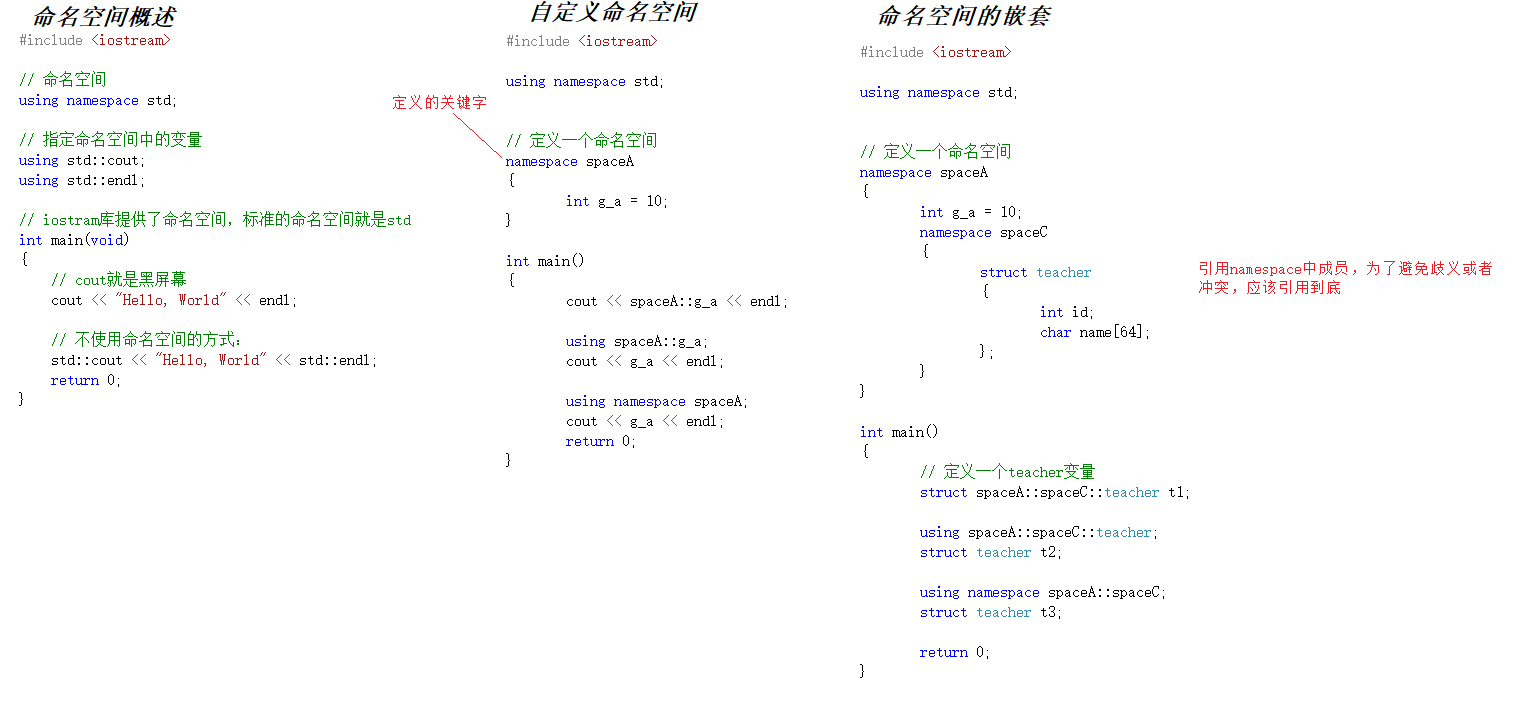 命名空间概述
#include <iostream>
// 命名空间
using namespace std;
// 指定命名空间中的变量
using std::cout;
using std::endl;
// iostram库提供了命名空间，标准的命名空间就是std
int main(void)
{
// cout就是黑屏幕
cout << "Hello, World" << endl;
// 不使用命名空间的方式：
std::cout << "Hello, World" << std::endl;
return 0;
}
自定义命名空间
#include <iostream>
using namespace std;
定义的关键字
// 定义一个命名空间
namespace spaceA
{
int g_a = 10;
}
int main()
{
cout << spaceA::g_a << endl;
using spaceA::g_a;
cout << g_a << endl;
using namespace spaceA;
cout << g_a << endl;
return 0;
}
命名空间的嵌套
#include <iostream>
using namespace std;
// 定义一个命名空间
namespace spaceA
{
int g_a = 10;
namespace spaceC
{
struct teacher
{
int id;
char name[64];
};
}
}
引用namespace中成员，为了避免歧义或者
冲突，应该引用到底
int main()
{
// 定义一个teacher变量
struct spaceA::spaceC::teacher t1;
using spaceA::spaceC::teacher;
struct teacher t2;
using namespace spaceA::spaceC;
struct teacher t3;
return 0;
}